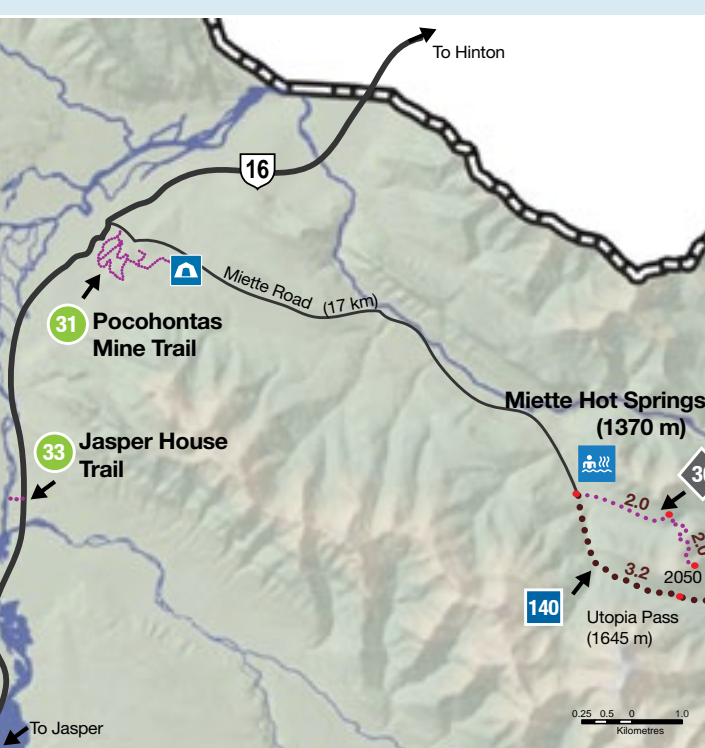 To Hinton
16
Miette Road (17 km)
31 Pocohontas
Mine Trail
Miette Hot Springs
(1370 m)
33 Jasper House
Trail
2.0
2.0
3.2
2050
140
Utopia Pass
(1645 m)
0.25 0.5 0 1.0
Kilometres
To Jasper